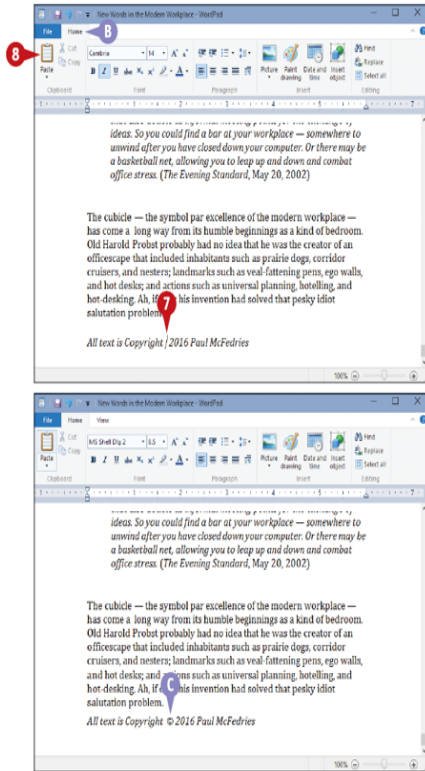 New Words in the Modern Workplace - WordPad
File Home
B
8
Cut
Copy
Paste
Cambria 14
Picture Paint drawing Date and time Insert object
Find
Replace
Select all
Clipboard Font Paragraph Insert Editing
ideas. So you could find a bar at your workplace — somewhere to
unwind after you have closed down your computer. Or there may be
a basketball net, allowing you to leap up and down and combat
office stress. (The Evening Standard, May 20, 2002)
The cubicle — the symbol par excellence of the modern workplace —
has come a long way from its humble beginnings as a kind of bedroom.
Old Harold Probst probably had no idea that he was the creator of an
officescape that included inhabitants such as prairie dogs, corridor
cruisers, and nesters; landmarks such as veal-fattening pens, ego walls,
and hot desks; and actions such as universal planning, hotelling, and
hot-desking. Ah, if his invention had solved that pesky idiot
7
salutation problem.
All text is Copyright 2016 Paul McFedries
100%
New Words in the Modern Workplace - WordPad
File Home View
Cut
Copy
Paste
MS Shell Dlg 2 8.5
Picture Paint drawing Date and time Insert object
Find
Replace
Select all
Clipboard Font Paragraph Insert Editing
ideas. So you could find a bar at your workplace — somewhere to
unwind after you have closed down your computer. Or there may be
a basketball net, allowing you to leap up and down and combat
office stress. (The Evening Standard, May 20, 2002)
The cubicle — the symbol par excellence of the modern workplace —
has come a long way from its humble beginnings as a kind of bedroom.
Old Harold Probst probably had no idea that he was the creator of an
officescape that included inhabitants such as prairie dogs, corridor
cruisers, and nesters; landmarks such as veal-fattening pens, ego walls,
and hot desks; and actions such as universal planning, hotelling, and
hot-desking. Ah, if his invention had solved that pesky idiot
C
salutation problem.
All text is Copyright © 2016 Paul McFedries
100%